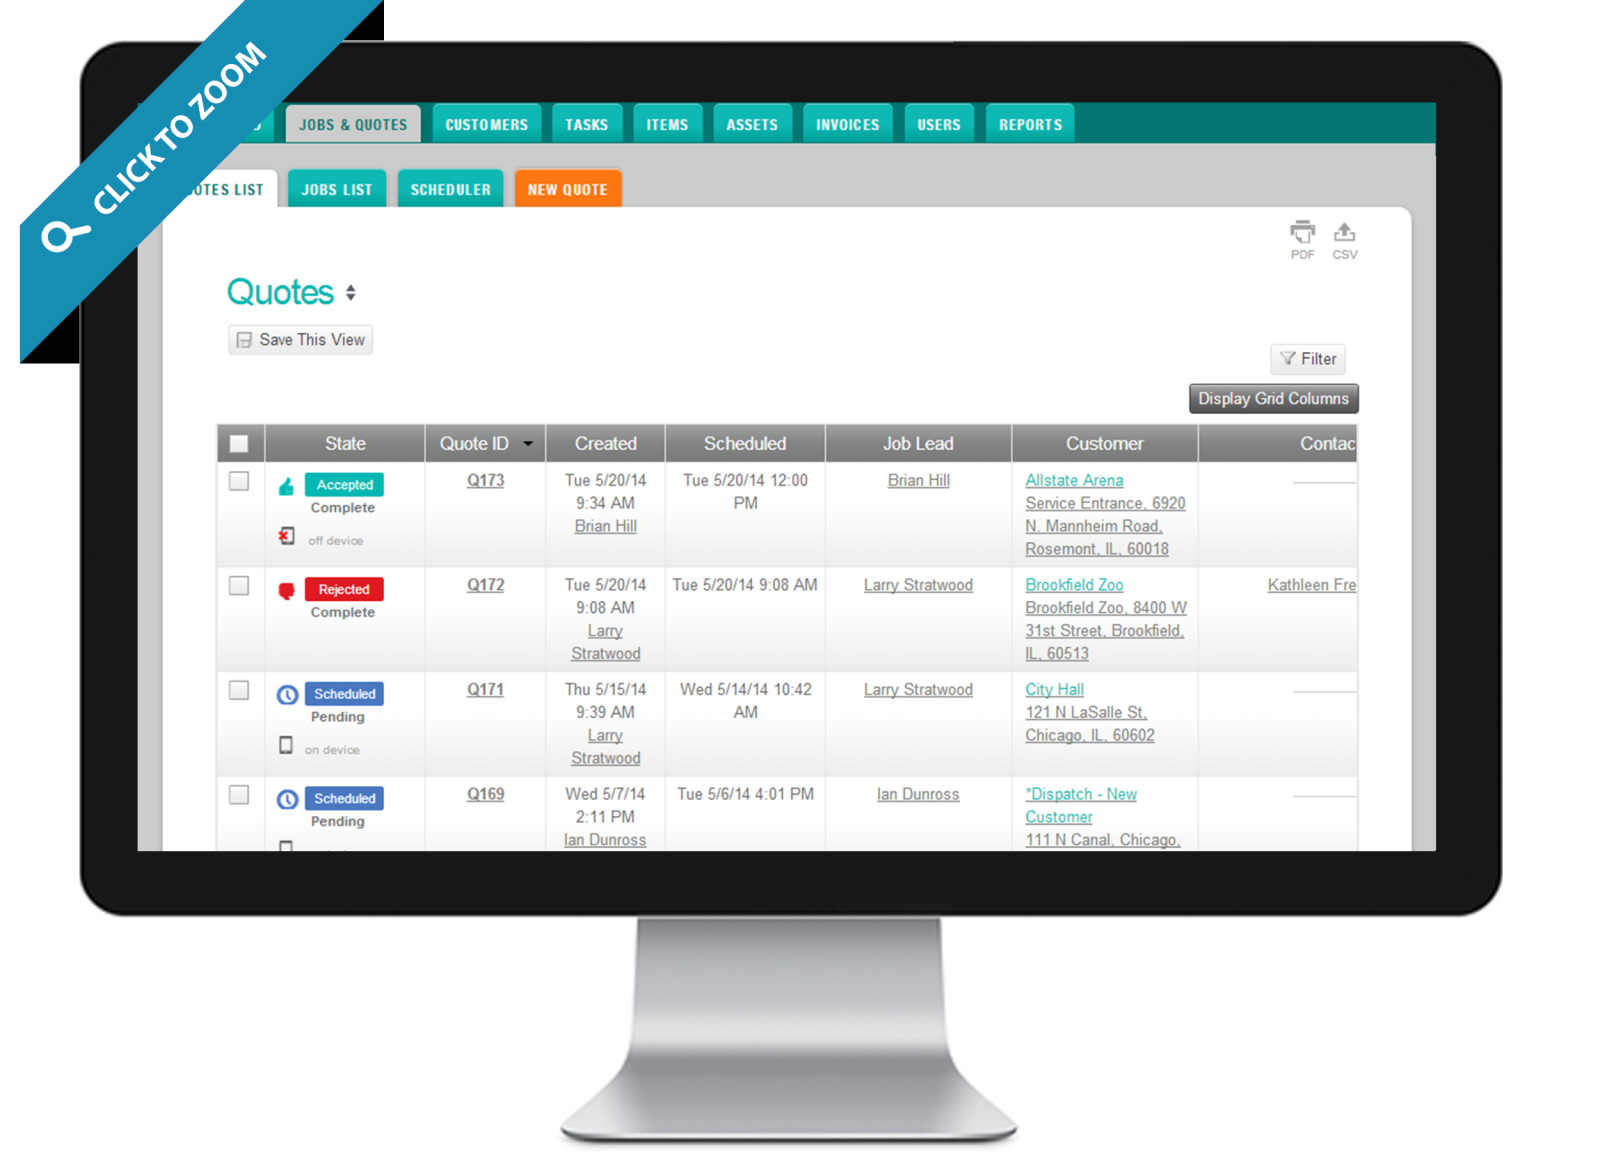 CLICK TO ZOOM
JOBS & QUOTES CUSTOMERS TASKS ITEMS ASSETS INVOICES USERS REPORTS
LIST JOBS LIST SCHEDULER NEW QUOTE
PDF CSV
Quotes
Save This View
Filter
Display Grid Columns
State Quote ID Created Scheduled Job Lead Customer Contac
Accepted Q173 Tue 5/20/14 Tue 5/20/14 12:00 Brian Hill Allstate Arena
Complete 9:34 AM PM Service Entrance, 6920
Brian Hill N. Mannheim Road,
off device Rosemont, IL, 60018
Rejected Q172 Tue 5/20/14 Tue 5/20/14 9:08 AM Larry Stratwood Brookfield Zoo Kathleen Fre
Complete 9:08 AM Brookfield Zoo, 8400 W
Larry 31st Street, Brookfield,
Stratwood IL, 60513
Scheduled Q171 Thu 5/15/14 Wed 5/14/14 10:42 Larry Stratwood City Hall
Pending 9:39 AM AM 121 N LaSalle St,
Larry Chicago, IL, 60602
on device Stratwood
Scheduled Q169 Wed 5/7/14 Tue 5/6/14 4:01 PM Ian Dunross *Dispatch - New
Pending 2:11 PM Customer
Ian Dunross 111 N Canal, Chicago,